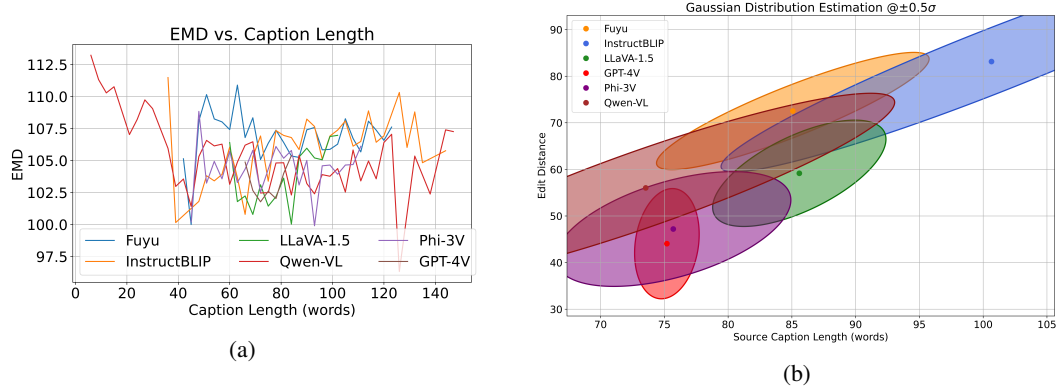 EMD vs. Caption Length
112.5
110.0
107.5
105.0
102.5
100.0
97.5
EMD
Fuyu LLaVA-1.5 Phi-3V
InstructBLIP Qwen-VL GPT-4V
0 20 40 60 80 100 120 140
Caption Length (words)
(a)
Gaussian Distribution Estimation @±0.5σ
90
80
70
60
50
40
30
Edit Distance
Fuyu
InstructBLIP
LLaVA-1.5
GPT-4V
Phi-3V
Qwen-VL
70 75 80 85 90 95 100 105
Source Caption Length (words)
(b)